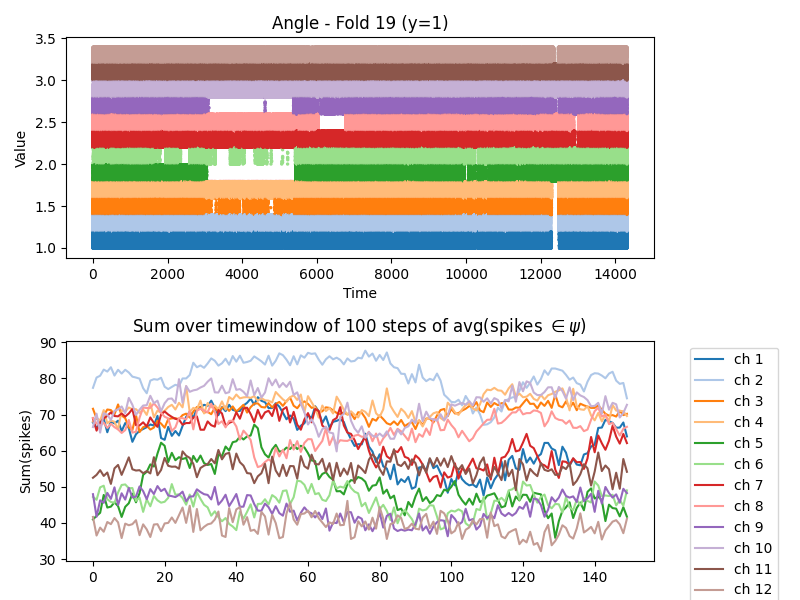 Angle - Fold 19 (y=1)
3.5
3.0
2.5
2.0
1.5
1.0
Value
0 2000 4000 6000 8000 10000 12000 14000
Time
Sum over timewindow of 100 steps of avg(spikes ∈ ψ)
90
80
70
60
50
40
30
Sum(spikes)
0 20 40 60 80 100 120 140
ch 1
ch 2
ch 3
ch 4
ch 5
ch 6
ch 7
ch 8
ch 9
ch 10
ch 11
ch 12